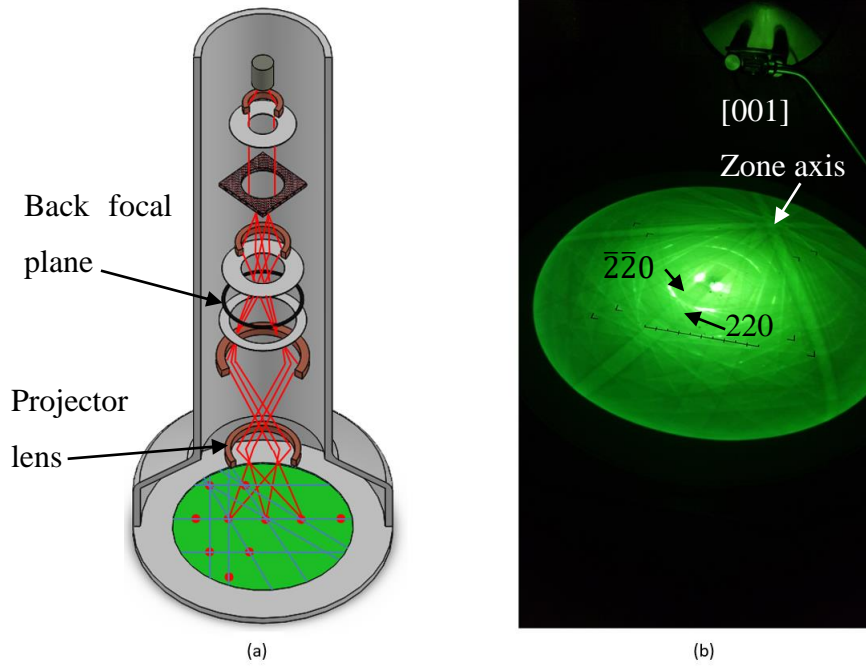 Back focal
plane
Projector
lens
(a)
[001]
Zone axis
2̅2̅0
220
(b)